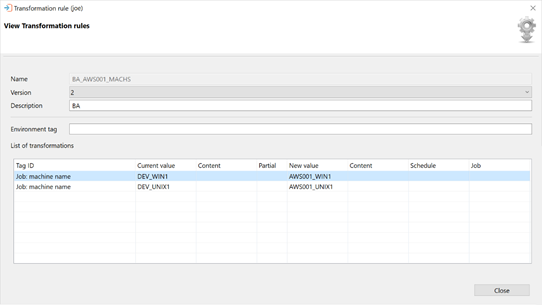 Transformation rule (joe)
View Transformation rules
Name BA_AWS001_MACHS
Version 2
Description BA
Environment tag
List of transformations
Tag ID Current value Content Partial New value Content Schedule Job
Job: machine name DEV_WIN1 AWS001_WIN1
Job: machine name DEV_UNIX1 AWS001_UNIX1
Close